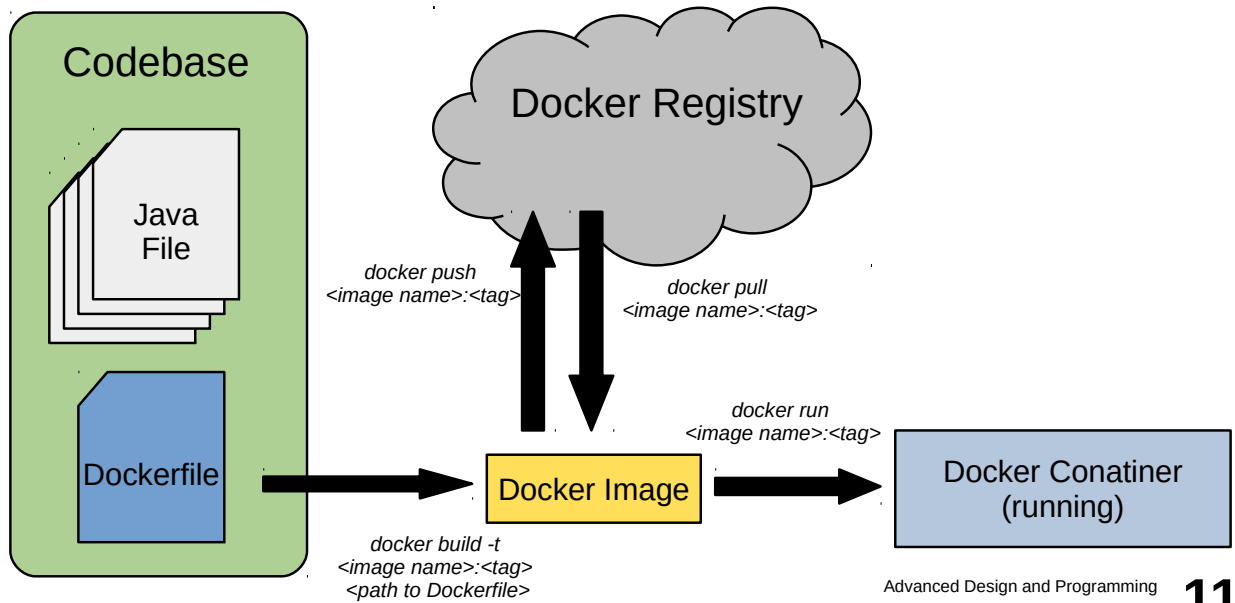 Codebase
Java
File
Dockerfile
Docker Registry
docker push
<image name>:<tag>
docker pull
<image name>:<tag>
docker build -t
<image name>:<tag>
<path to Dockerfile>
Docker Image
docker run
<image name>:<tag>
Docker Conatiner
(running)
Advanced Design and Programming
11